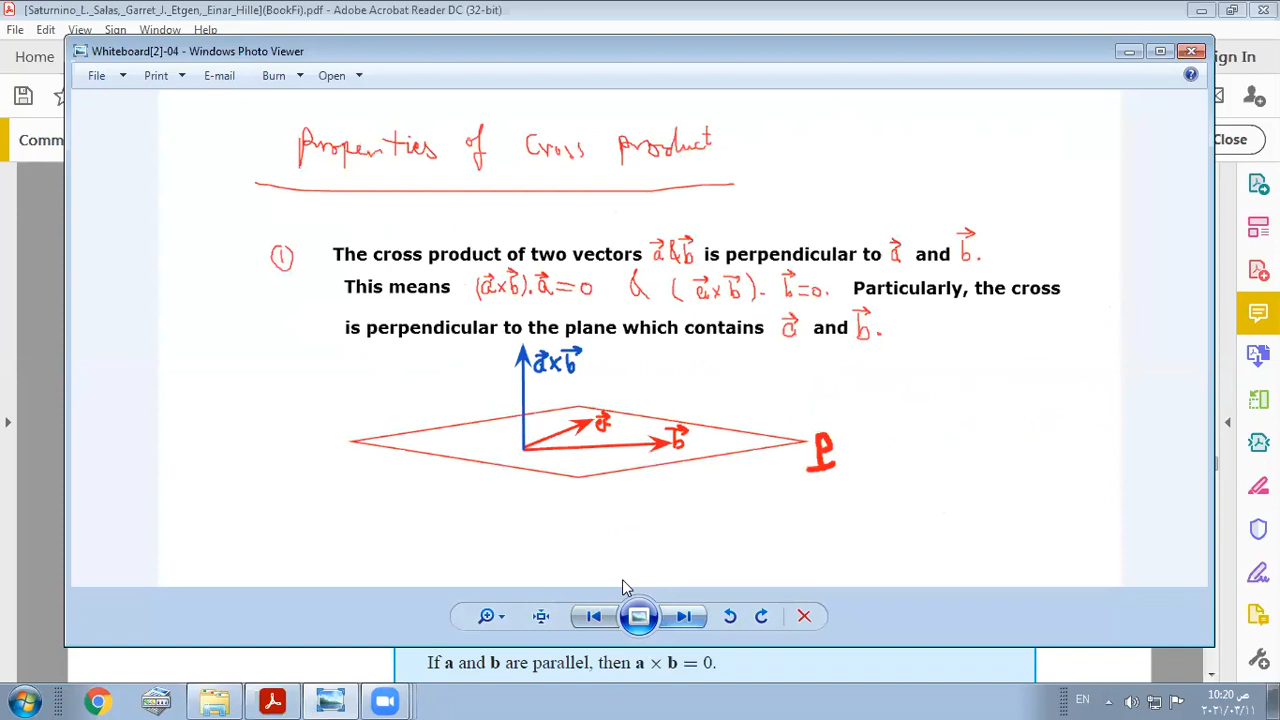 [Saturnino_L._Salas,_Garret_J._Etgen,_Einar_Hille](BookFi).pdf - Adobe Acrobat Reader DC (32-bit)
File Edit View Sign Window Help
Home
Sign In
Comm
Close
Whiteboard[2]-04 - Windows Photo Viewer
File Print E-mail Burn Open
Properties of Cross product
① The cross product of two vectors a⃗ & b⃗ is perpendicular to a⃗ and b⃗.
This means (a⃗×b⃗).a⃗=0 & (a⃗×b⃗).b⃗=0. Particularly, the cross
is perpendicular to the plane which contains a⃗ and b⃗.
a⃗×b⃗
a⃗
b⃗
P
If a and b are parallel, then a × b = 0.
EN
10:20 ص
٢٠٢١/٠٣/١١